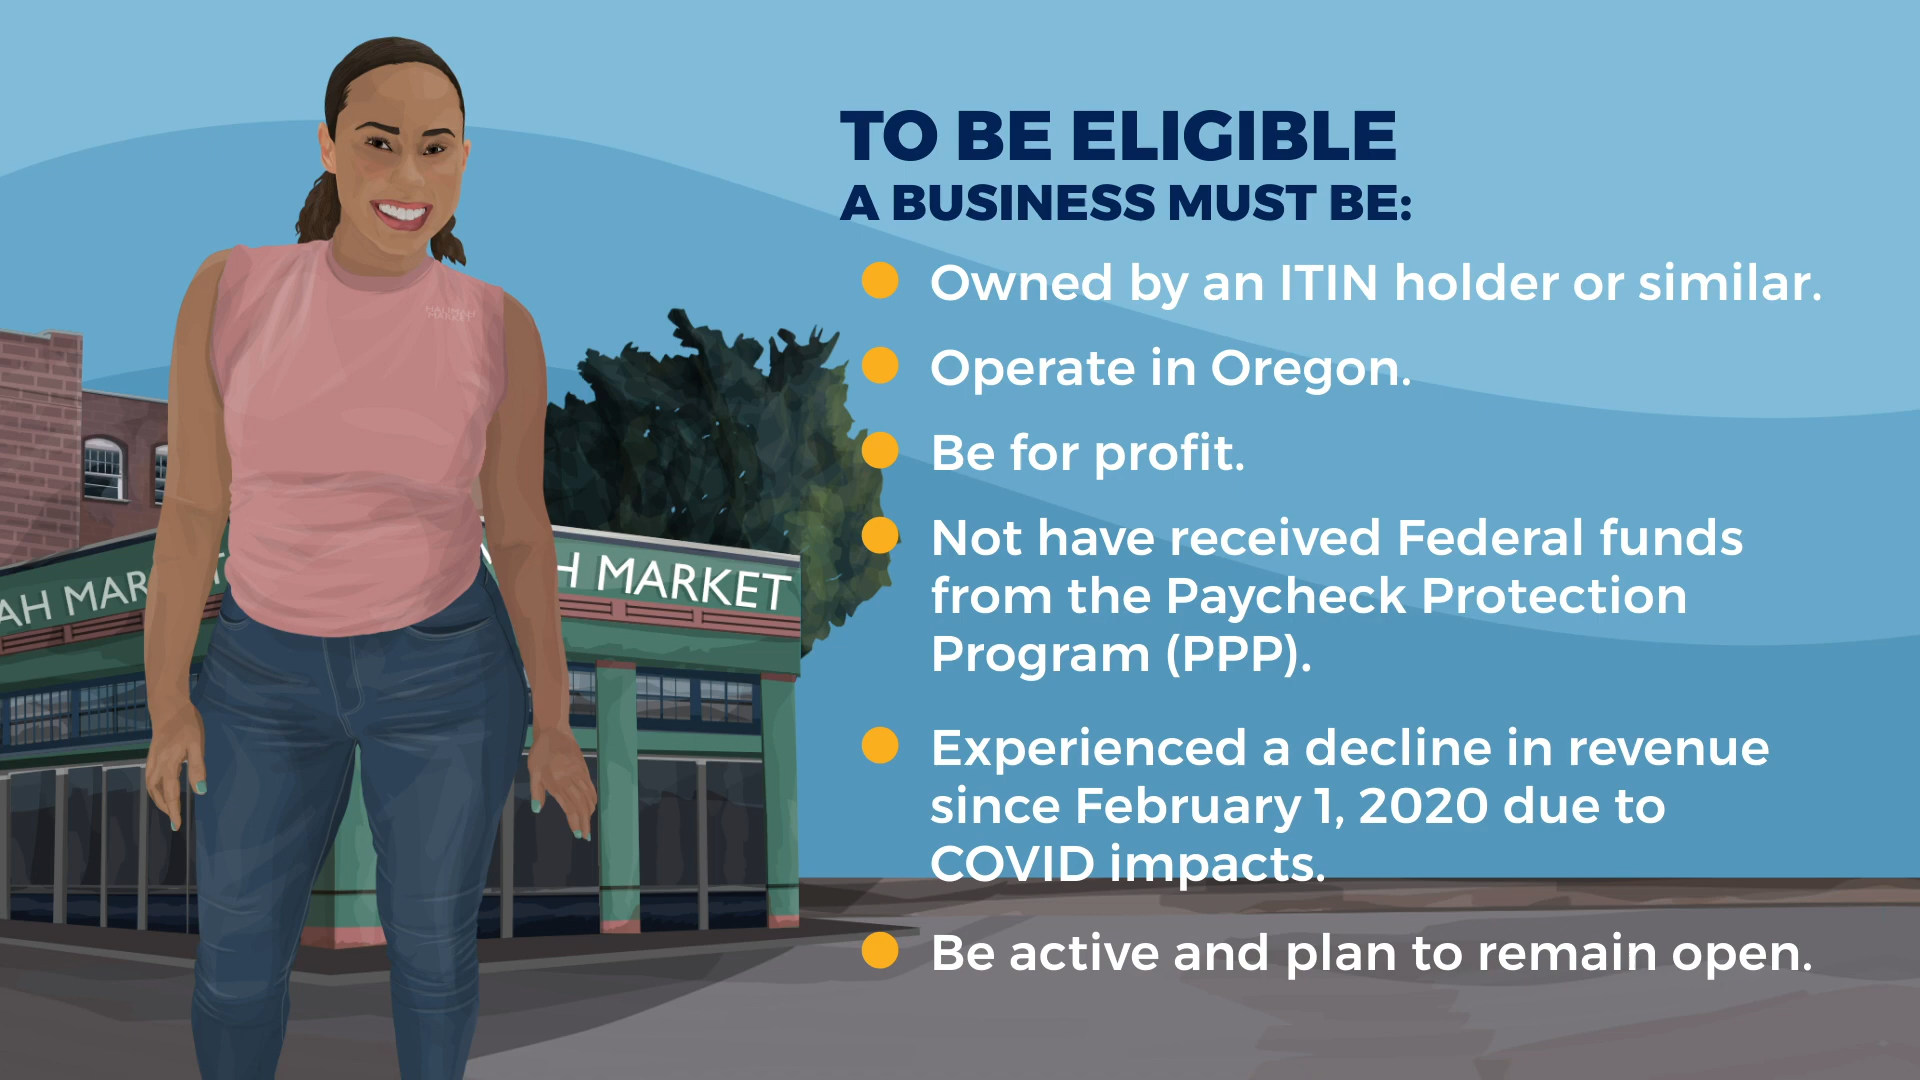 TO BE ELIGIBLE
A BUSINESS MUST BE:
Owned by an ITIN holder or similar.
Operate in Oregon.
Be for profit.
Not have received Federal funds
from the Paycheck Protection
Program (PPP).
Experienced a decline in revenue
since February 1, 2020 due to
COVID impacts.
Be active and plan to remain open.
HALIMAH
MARKET
AH MAR
H MARKET